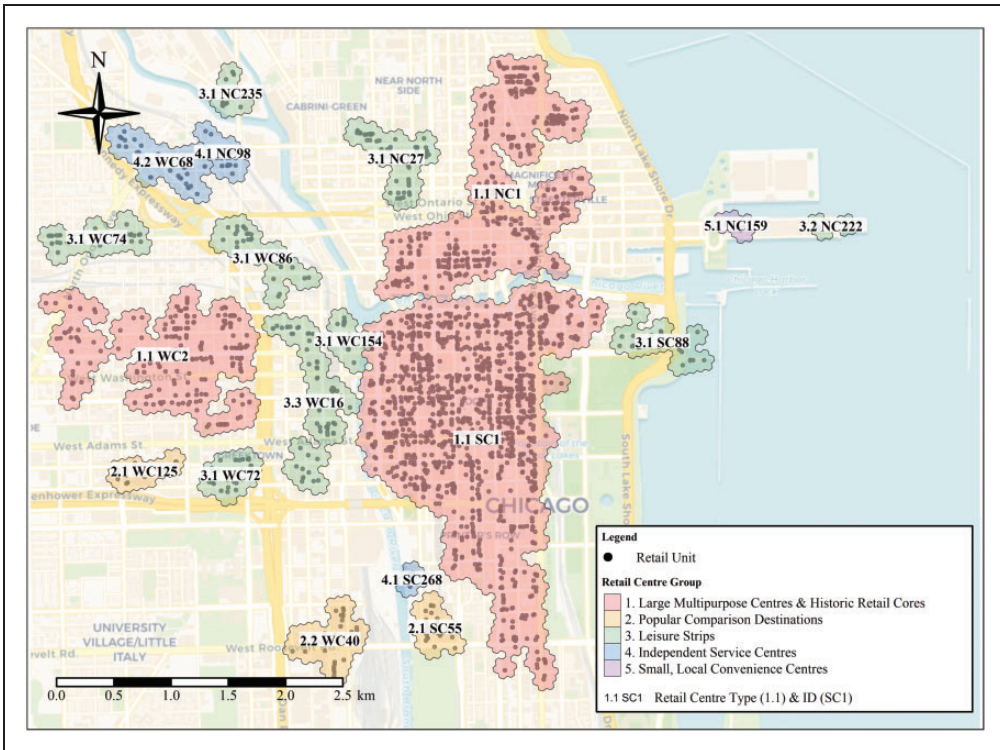 N
NEAR NORTH
SIDE
CABRINI-GREEN
North Lake Shore Dr
3.1 NC235
4.1 NC98
4.2 WC68
3.1 NC27
1.1 NC1
West Ontario
West Ohio
5.1 NC159
3.2 NC222
3.1 WC74
3.1 WC86
3.1 WC154
3.1 SC88
1.1 WC2
3.3 WC16
West Adams St.
West Adams St
1.1 SC1
2.1 WC125
3.1 WC72
CHICAGO
South Lake Shore
4.1 SC268
2.1 SC55
2.2 WC40
UNIVERSITY
VILLAGE/LITTLE
ITALY
0.0 0.5 1.0 1.5 2.0 2.5 km
Legend
Retail Unit
Retail Centre Group
1. Large Multipurpose Centres & Historic Retail Cores
2. Popular Comparison Destinations
3. Leisure Strips
4. Independent Service Centres
5. Small, Local Convenience Centres
1.1 SC1 Retail Centre Type (1.1) & ID (SC1)